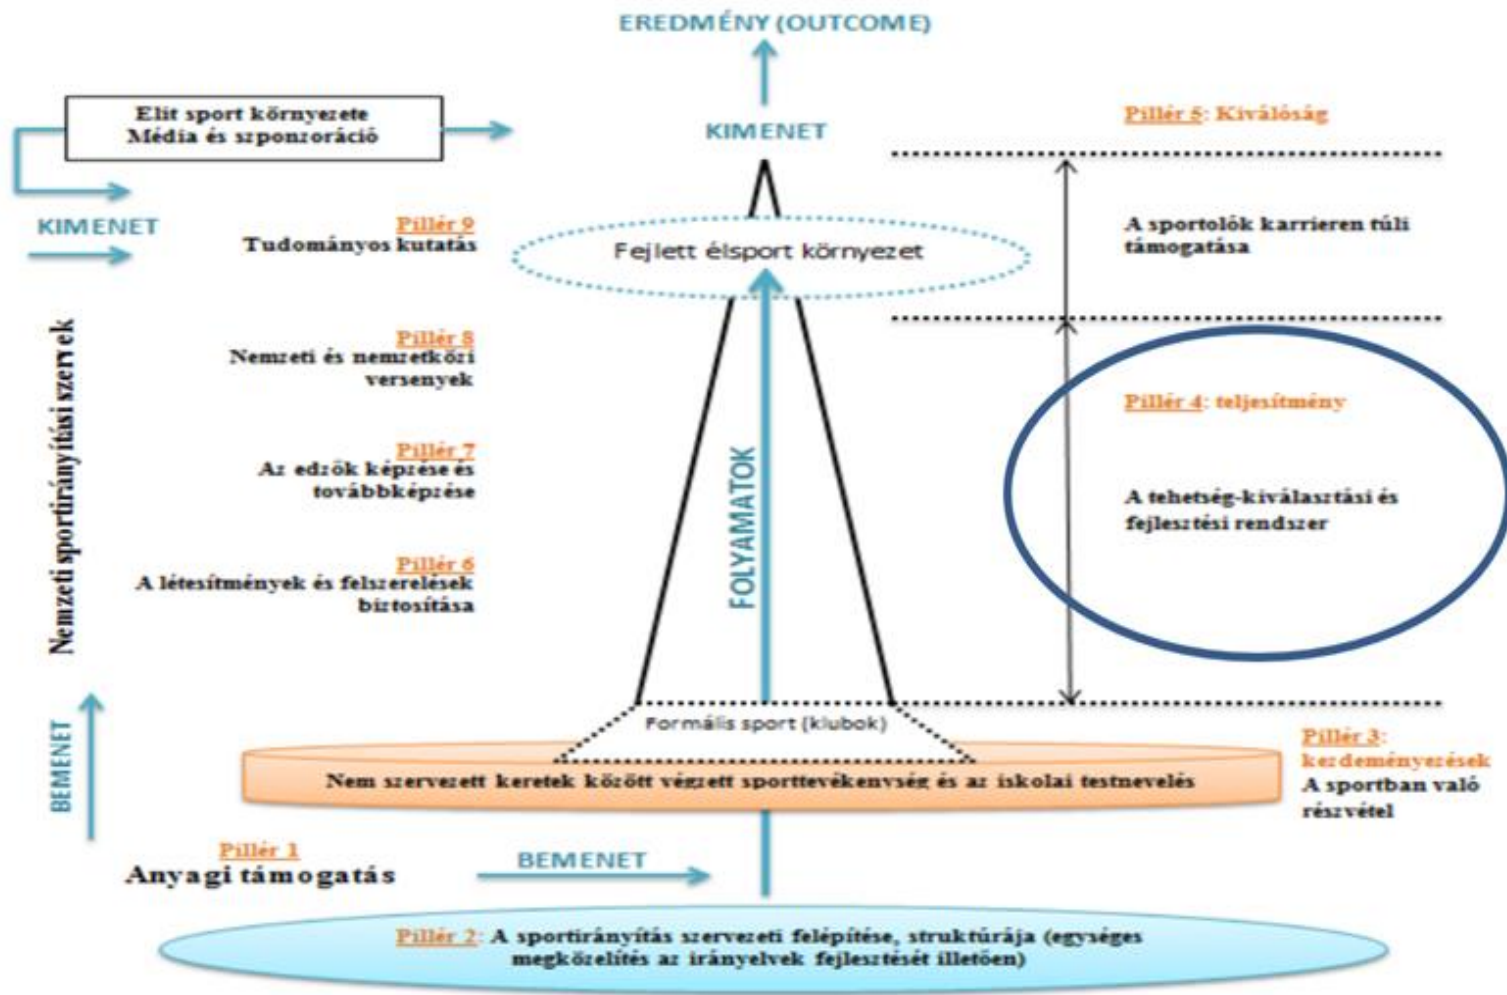 EREDMÉNY (OUTCOME)
Elit sport környezete
Média és szponzoráció
KIMENET
Pillér 5: Kiválóság
KIMENET
Pillér 9
Tudományos kutatás
Fejlett élsport környezet
A sportolók karrieren túli
támogatása
Nemzeti sportirányítási szervek
Pillér 8
Nemzeti és nemzetközi
versenyek
Pillér 4: teljesítmény
Pillér 7
Az edzők képzése és
továbbképzése
FOLYAMATOK
A tehetség-kiválasztási és
fejlesztési rendszer
Pillér 6
A létesítmények és felszerelések
biztosítása
BEMENET
Formális sport (klubok)
Nem szervezett keretek között végzett sporttevékenység és az iskolai testnevelés
Pillér 3:
kezdeményezések
A sportban való
részvétel
Pillér 1
Anyagi támogatás
BEMENET
Pillér 2: A sportirányítás szervezeti felépítése, struktúrája (egységes
megközelítés az irányelvek fejlesztését illetően)